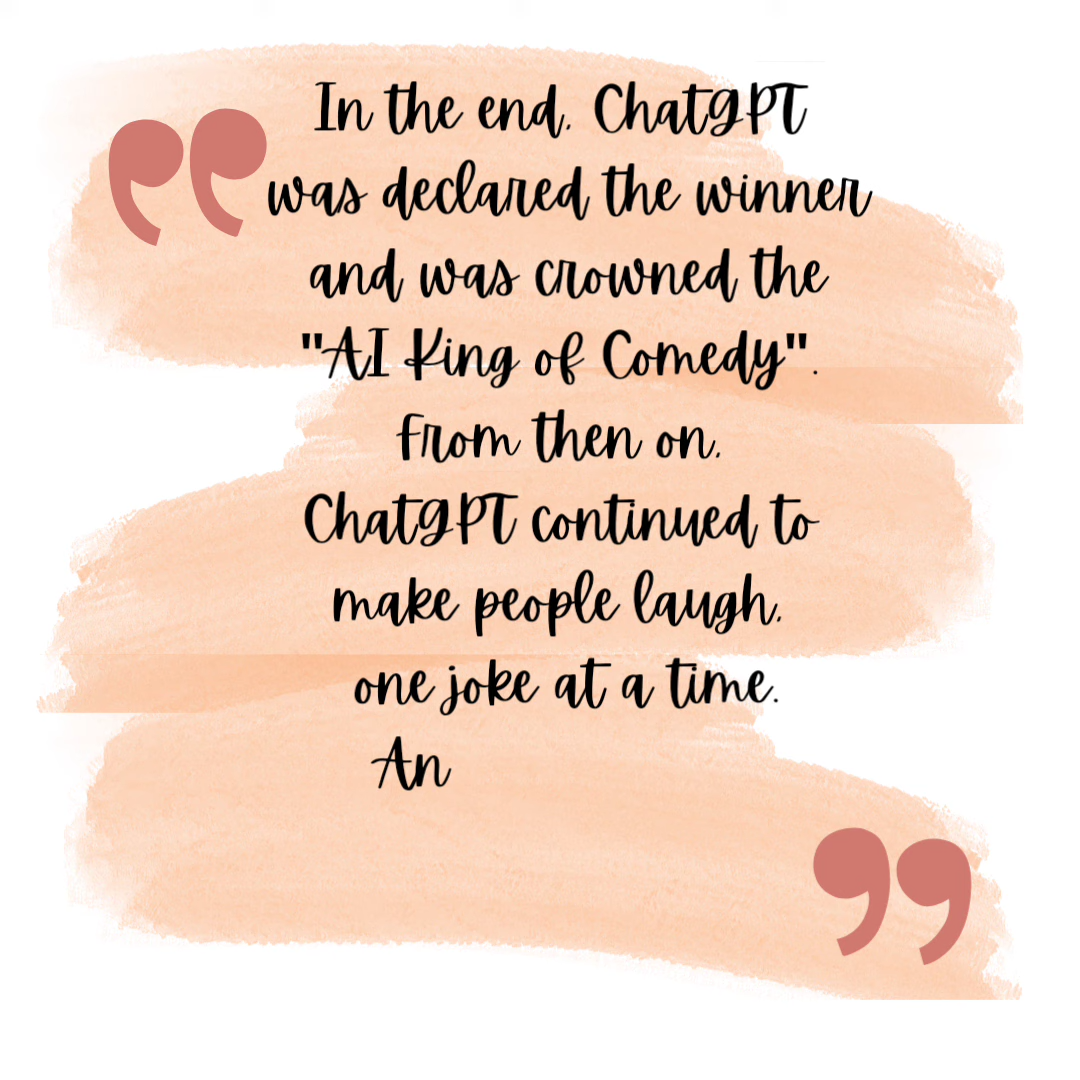 In the end, ChatGPT
was declared the winner
and was crowned the
"AI King of Comedy".
From then on,
ChatGPT continued to
make people laugh,
one joke at a time.
An